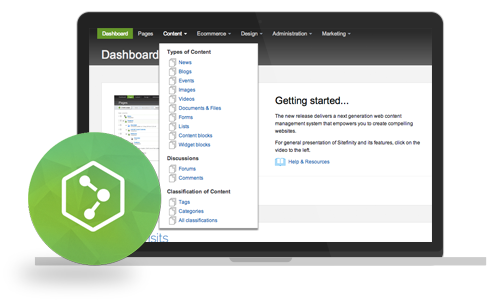 Dashboard Pages Content Ecommerce Design Administration Marketing
Dashboard
Types of Content
News
Blogs
Events
Images
Videos
Documents & Files
Forms
Lists
Content blocks
Widget blocks
Discussions
Forums
Comments
Classification of Content
Tags
Categories
All classifications
Getting started...
The new release delivers a next generation web content
management system that empowers you to create compelling
websites.
For general presentation of Sitefinity and its features, click on the
video to the left.
Help & Resources